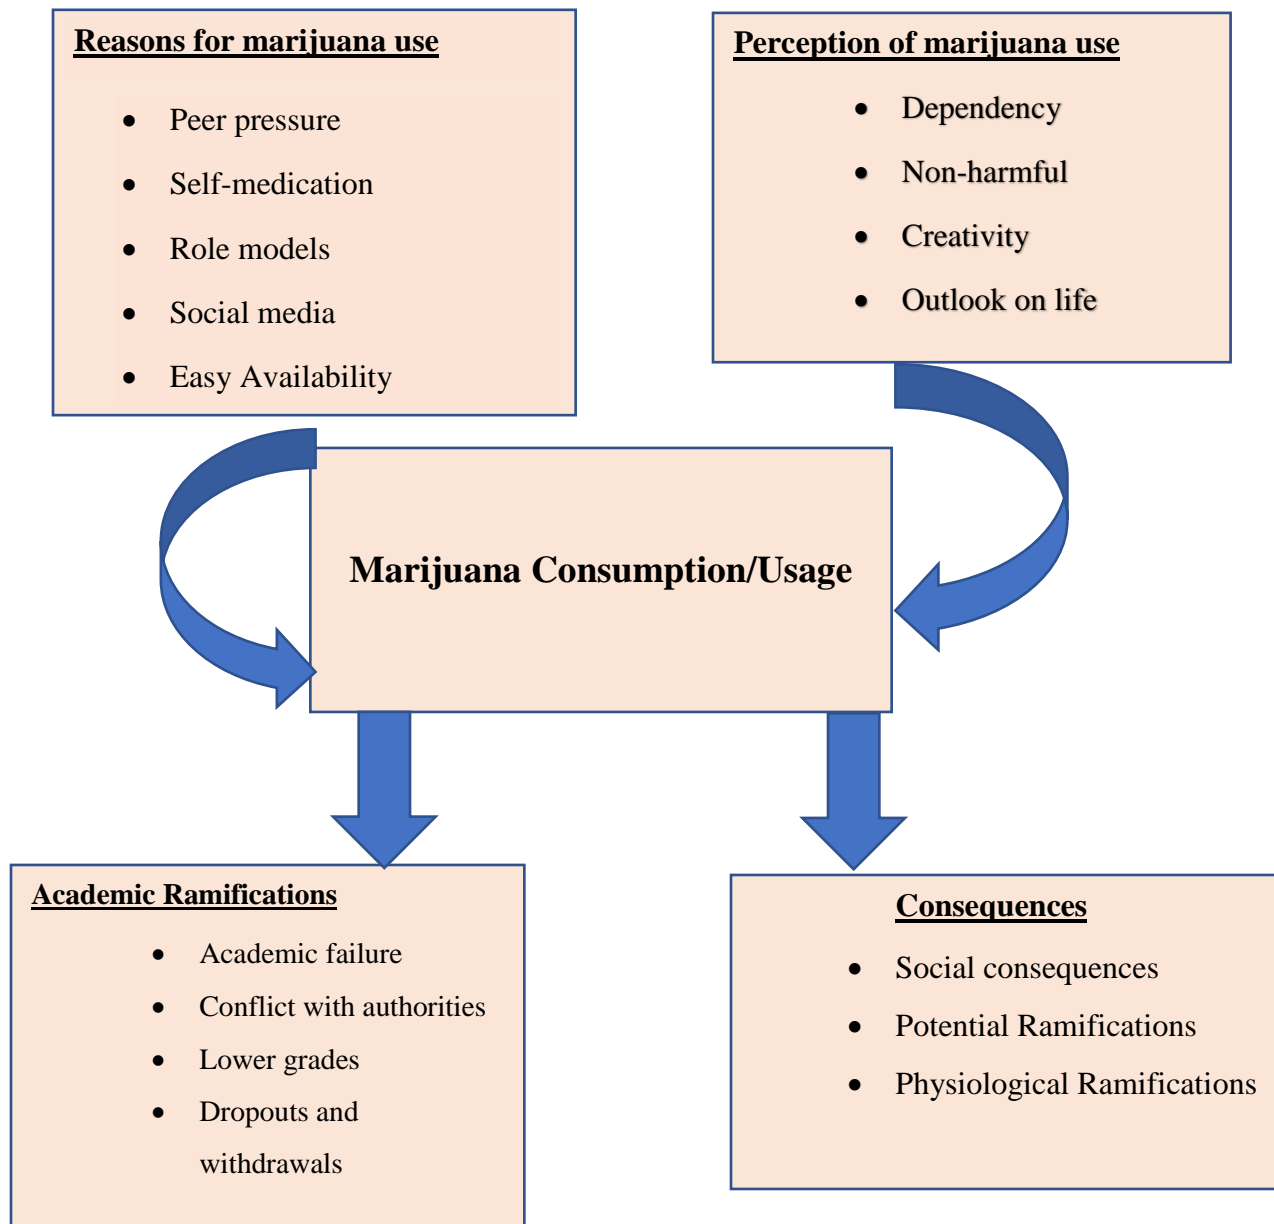 Reasons for marijuana use
• Peer pressure
• Self-medication
• Role models
• Social media
• Easy Availability
Perception of marijuana use
• Dependency
• Non-harmful
• Creativity
• Outlook on life
Marijuana Consumption/Usage
Academic Ramifications
• Academic failure
• Conflict with authorities
• Lower grades
• Dropouts and
withdrawals
Consequences
• Social consequences
• Potential Ramifications
• Physiological Ramifications